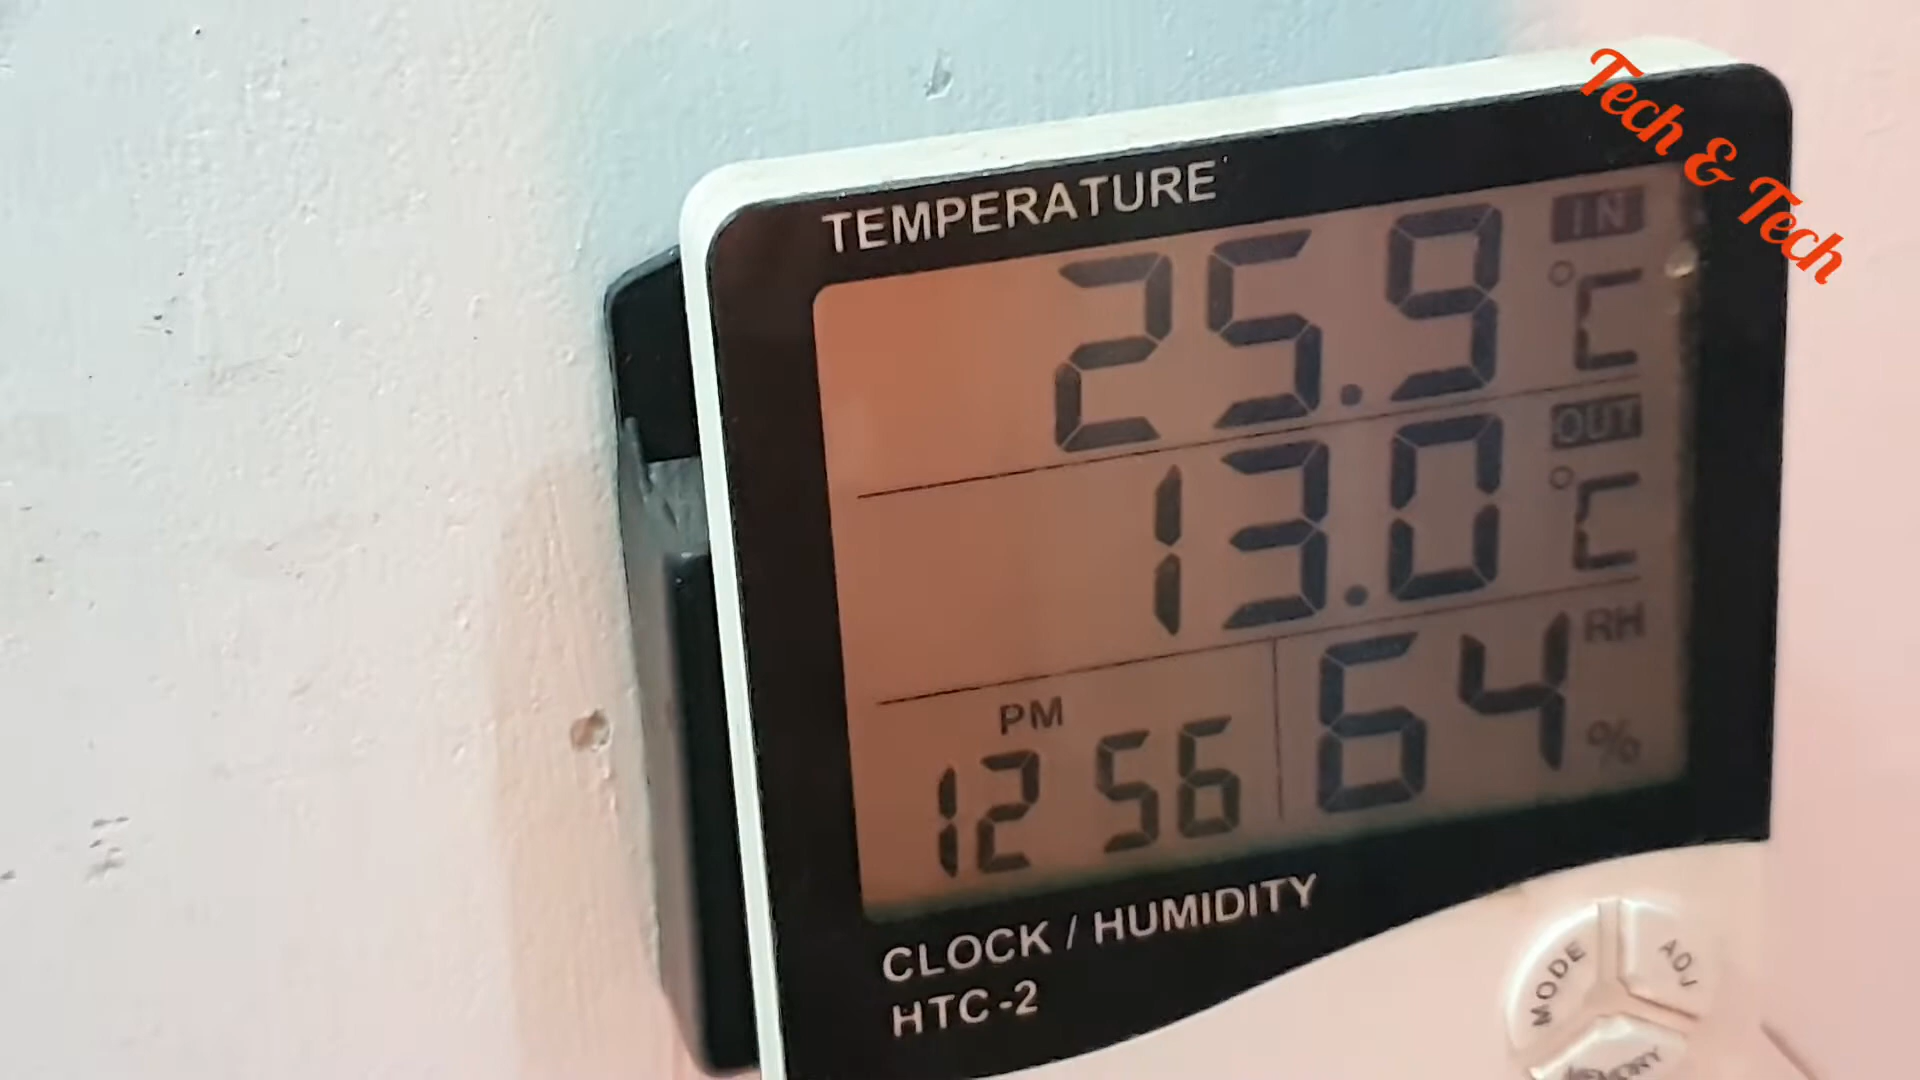 Tech & Tech
TEMPERATURE
25.9 IN °C
13.0 OUT °C
PM
12 56
64 RH %
CLOCK / HUMIDITY
HTC-2
MODE
ADJ
MEMORY